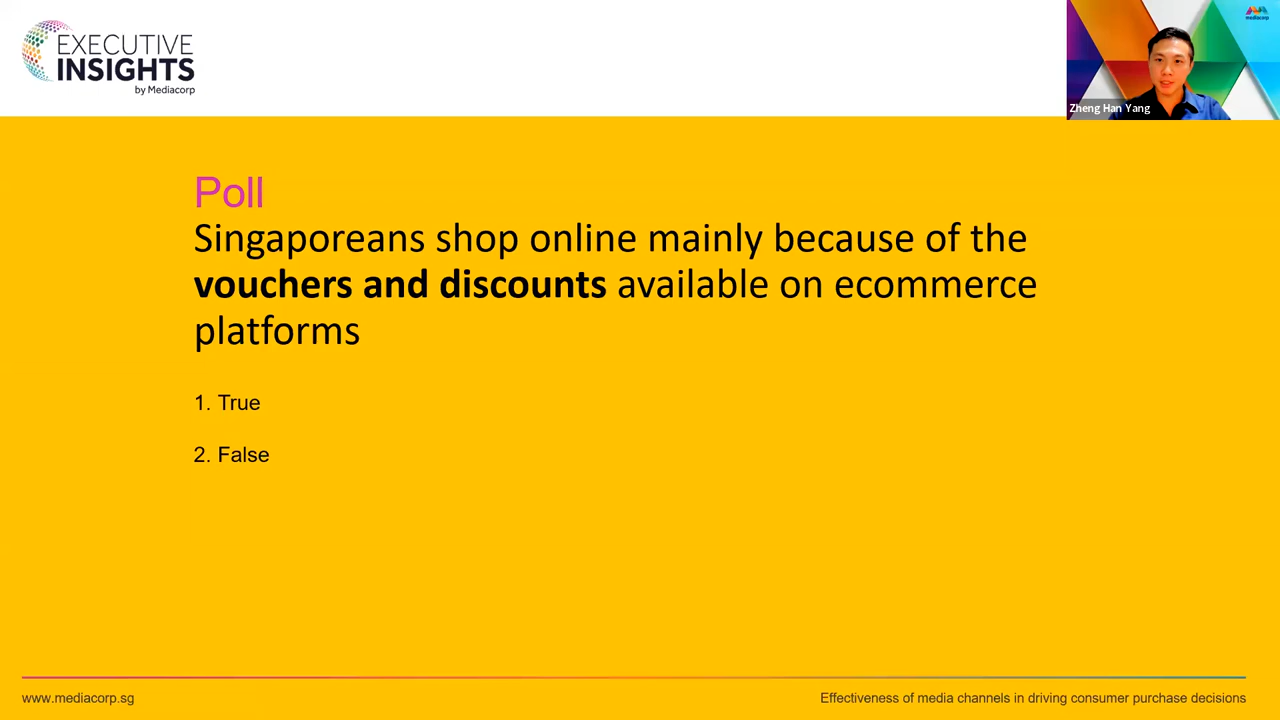 EXECUTIVE
INSIGHTS
by Mediacorp
mediacorp
Zheng Han Yang
Poll
Singaporeans shop online mainly because of the
vouchers and discounts available on ecommerce
platforms
1. True
2. False
www.mediacorp.sg
Effectiveness of media channels in driving consumer purchase decisions